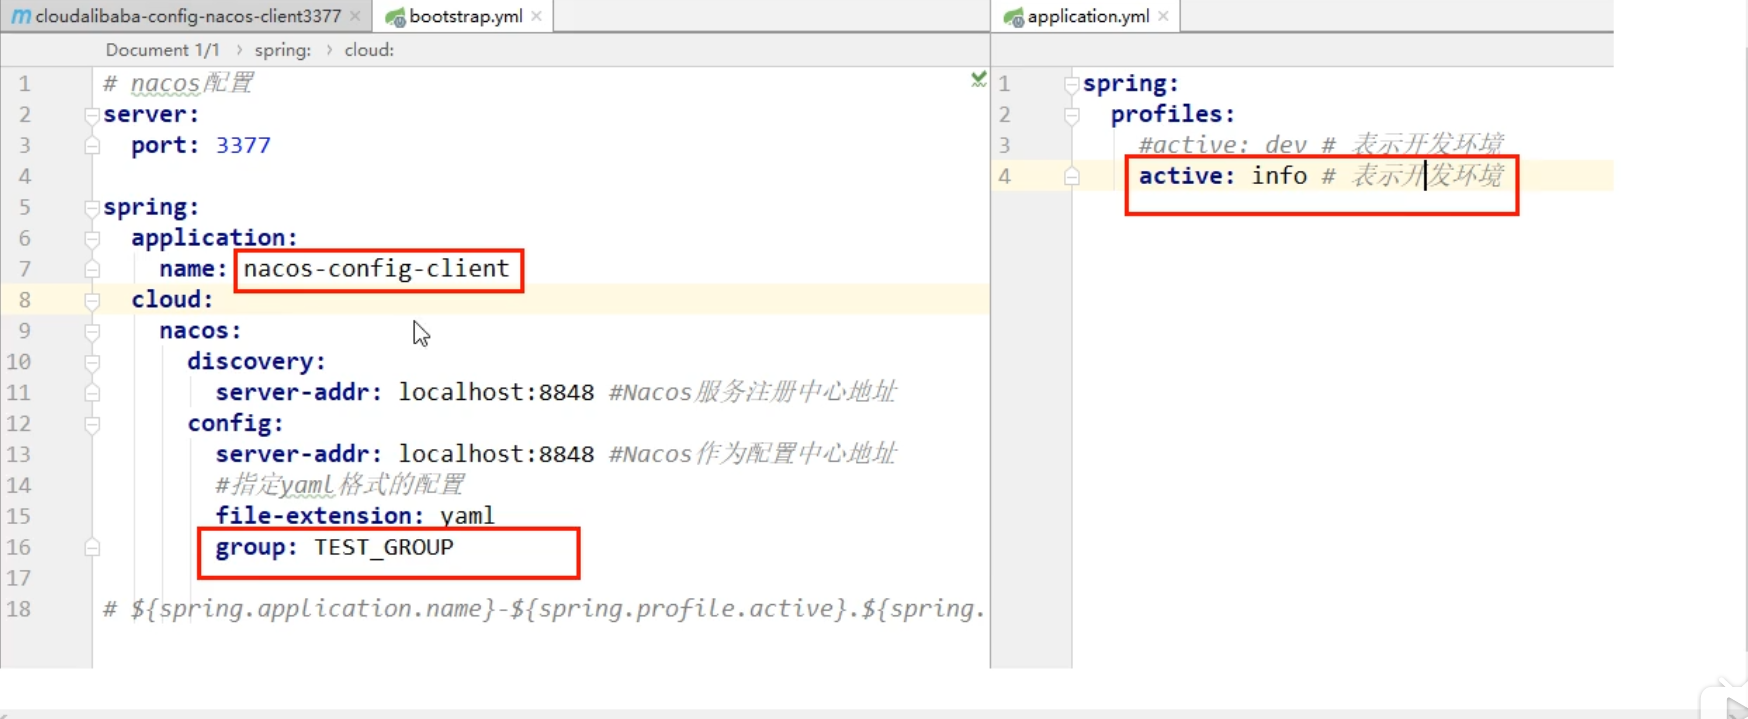 cloudalibaba-config-nacos-client3377
bootstrap.yml
Document 1/1 › spring: › cloud:
1 # nacos配置
2 server:
3 port: 3377
4
5 spring:
6 application:
7 name: nacos-config-client
8 cloud:
9 nacos:
10 discovery:
11 server-addr: localhost:8848 #Nacos服务注册中心地址
12 config:
13 server-addr: localhost:8848 #Nacos作为配置中心地址
14 #指定yaml格式的配置
15 file-extension: yaml
16 group: TEST_GROUP
17
18 # ${spring.application.name}-${spring.profile.active}.${spring.
application.yml
1 spring:
2 profiles:
3 #active: dev # 表示开发环境
4 active: info # 表示开发环境